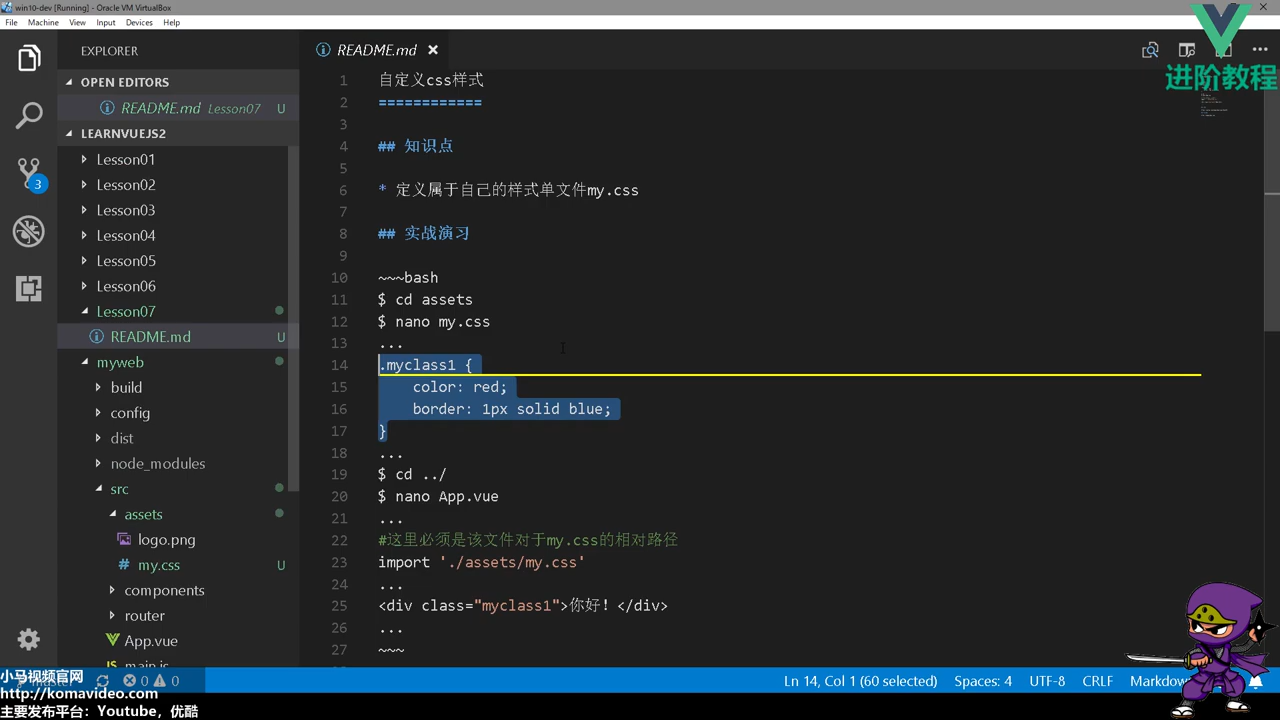 win10-dev [Running] - Oracle VM VirtualBox
File Machine View Input Devices Help
EXPLORER
OPEN EDITORS
README.md Lesson07 U
LEARNVUEJS2
Lesson01
Lesson02
Lesson03
3
Lesson04
Lesson05
Lesson06
Lesson07
README.md U
myweb
build
config
dist
node_modules
src
assets
logo.png
my.css U
components
router
App.vue
README.md
进阶教程
1 自定义css样式
2 ============
3
4 ## 知识点
5
6 * 定义属于自己的样式单文件my.css
7
8 ## 实战演习
9
10 ~~~bash
11 $ cd assets
12 $ nano my.css
13 ...
14 .myclass1 {
15 color: red;
16 border: 1px solid blue;
17 }
18 ...
19 $ cd ../
20 $ nano App.vue
21 ...
22 #这里必须是该文件对于my.css的相对路径
23 import './assets/my.css'
24 ...
25 <div class="myclass1">你好! </div>
26 ...
27 ~~~
小马视频官网
http://komavideo.com
主要发布平台：Youtube，优酷
0 0
Ln 14, Col 1 (60 selected) Spaces: 4 UTF-8 CRLF